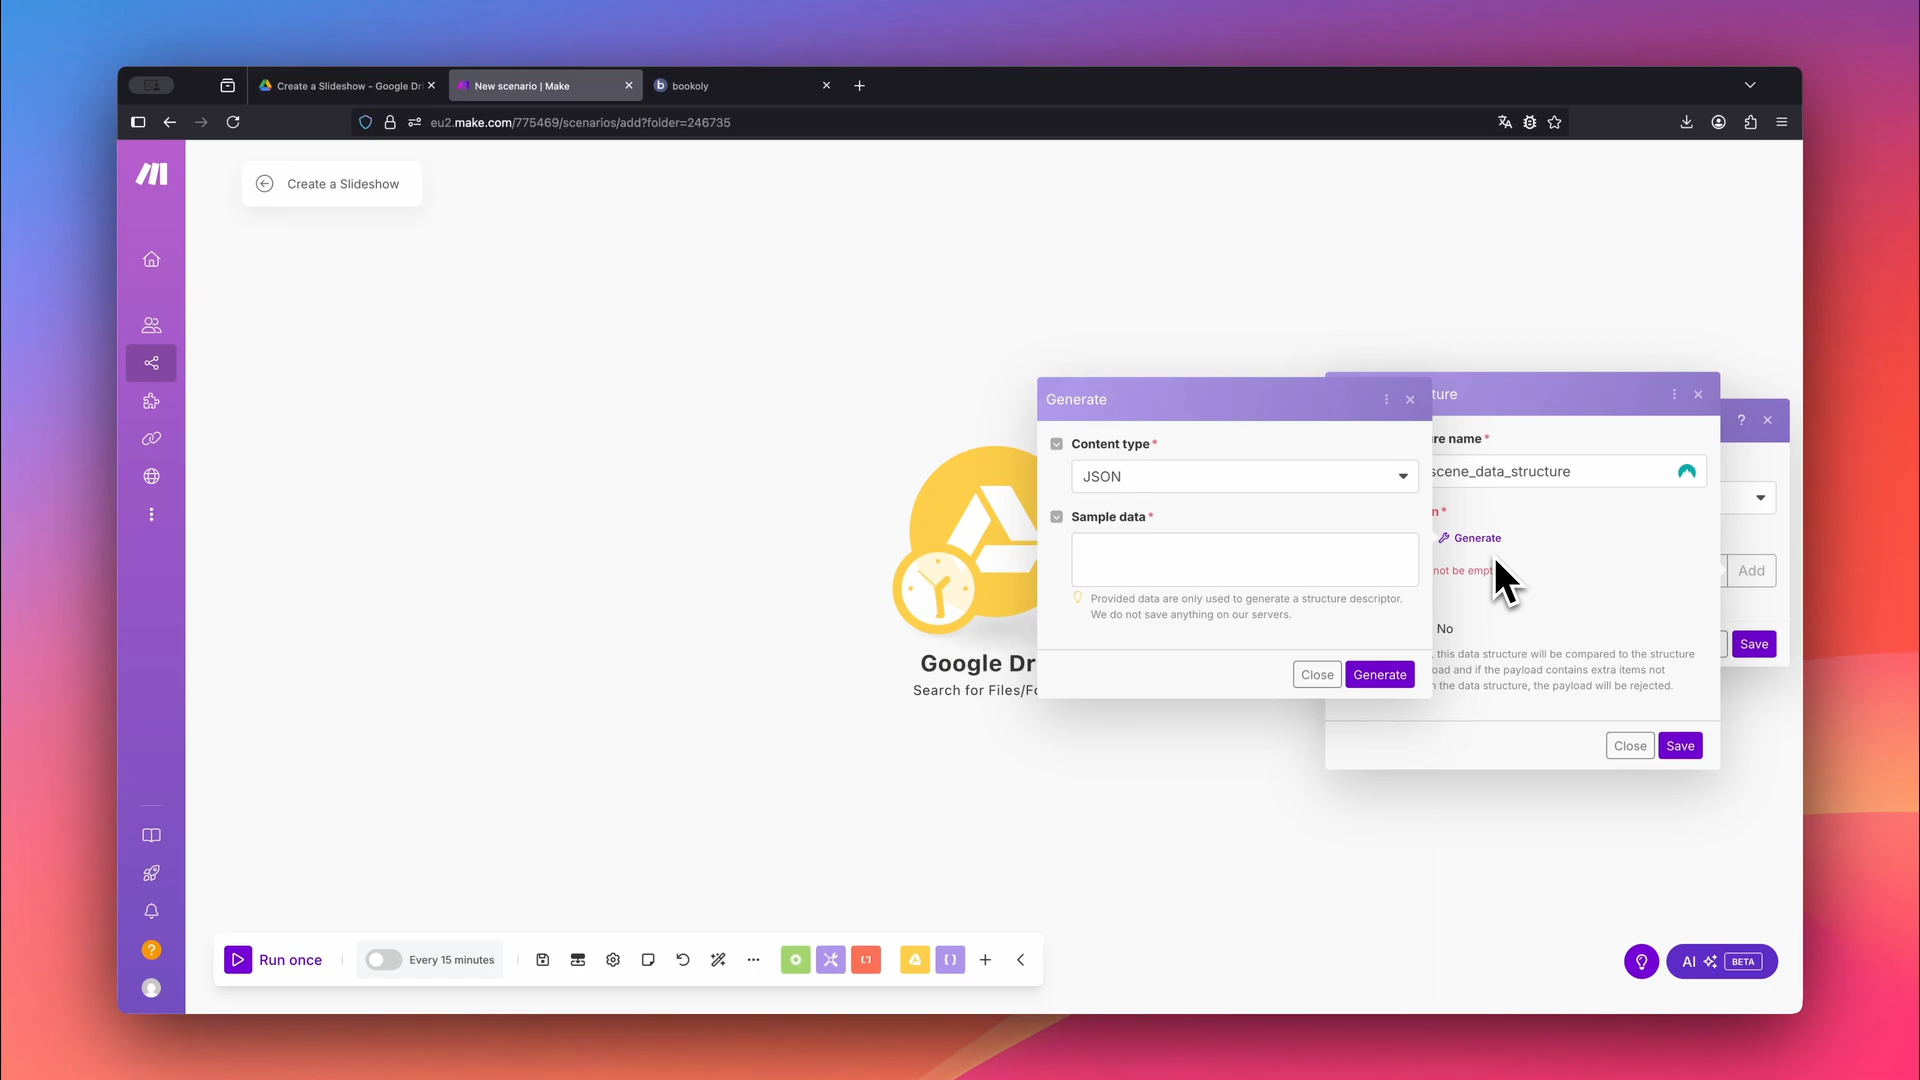 Create a Slideshow - Google Dri
New scenario | Make
bookoly
eu2.make.com/775469/scenarios/add?folder=246735
Create a Slideshow
Generate
Content type *
JSON
Sample data *
Provided data are only used to generate a structure descriptor.
We do not save anything on our servers.
Close
Generate
ture
re name *
scene_data_structure
n *
Generate
not be empt
No
, this data structure will be compared to the structure
oad and if the payload contains extra items not
n the data structure, the payload will be rejected.
Close
Save
?
Add
Save
Google Dr
Search for Files/Fo
Run once
Every 15 minutes
AI
BETA
?